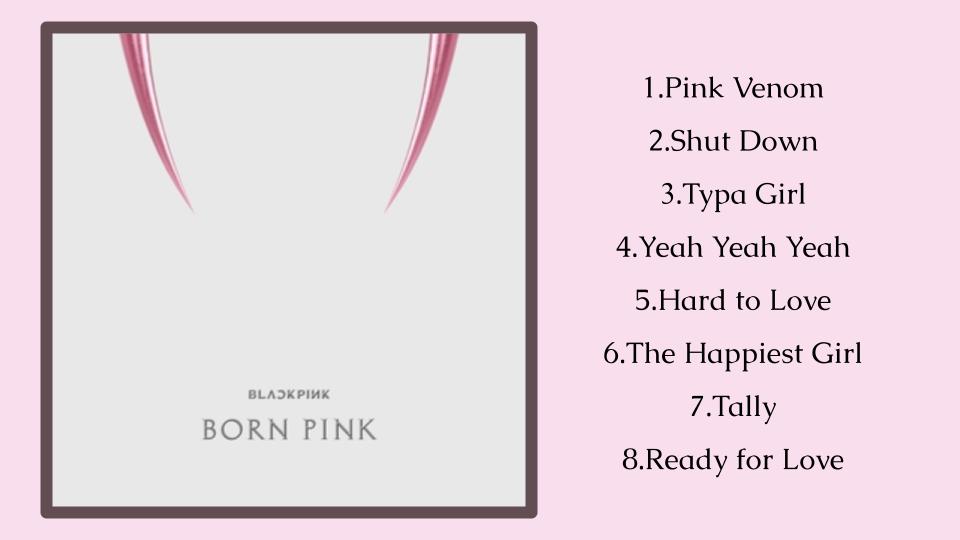 BLACKPINK
BORN PINK
1.Pink Venom
2.Shut Down
3.Typa Girl
4.Yeah Yeah Yeah
5.Hard to Love
6.The Happiest Girl
7.Tally
8.Ready for Love